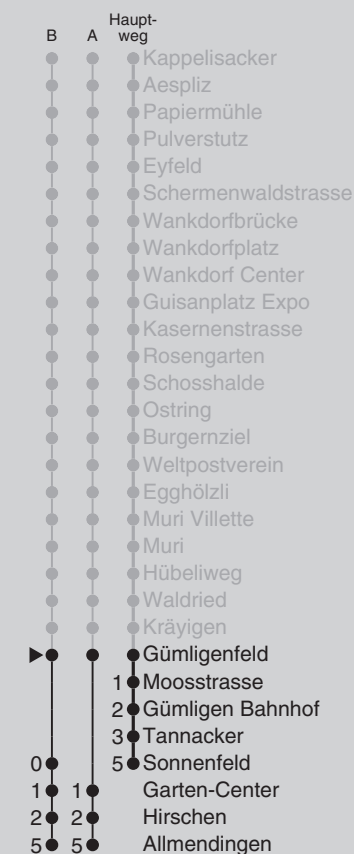 Haupt-
B A weg
Kappelisacker
Aespliz
Papiermühle
Pulverstutz
Eyfeld
Schermenwaldstrasse
Wankdorfbrücke
Wankdorfplatz
Wankdorf Center
Guisanplatz Expo
Kasernenstrasse
Rosengarten
Schosshalde
Ostring
Burgernziel
Weltpostverein
Egghölzli
Muri Villette
Muri
Hübeliweg
Waldried
Kräyigen
Gümligenfeld
1 Moosstrasse
2 Gümligen Bahnhof
3 Tannacker
0 5 Sonnenfeld
1 1 Garten-Center
2 2 Hirschen
5 5 Allmendingen